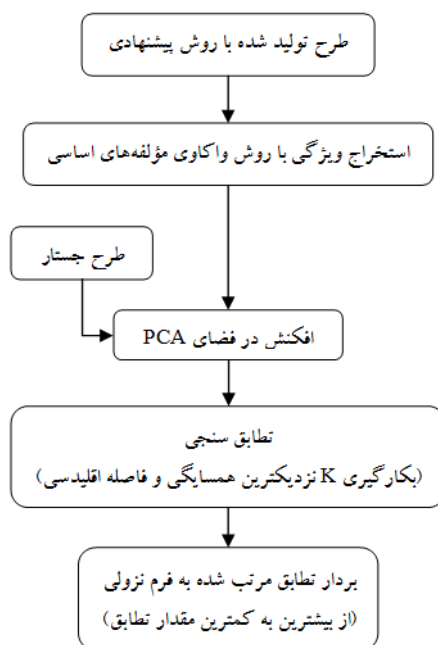 طرح تولید شده با روش پیشنهادی
استخراج ویژگی با روش واکاوی مؤلفه‌های اساسی
طرح جستار
افکنش در فضای PCA
تطابق سنجی
(بکارگیری K نزدیکترین همسایگی و فاصله اقلیدسی)
بردار تطابق مرتب شده به فرم نزولی
(از بیشترین به کمترین مقدار تطابق)